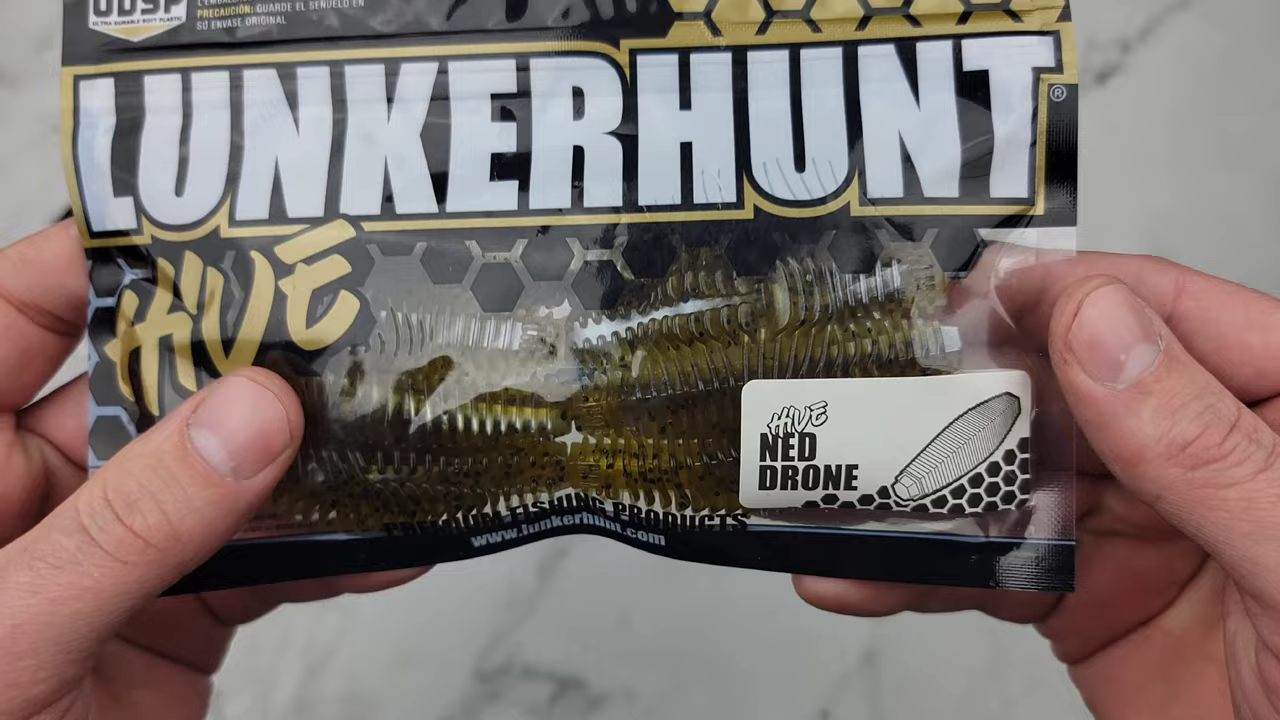 UDSP
ULTRA DURABLE SOFT PLASTIC
PRECAUCIÓN: GUARDE EL SEÑUELO EN
SU ENVASE ORIGINAL
LUNKERHUNT®
HIVE
HIVE
NED
DRONE
PREMIUM FISHING PRODUCTS
www.lunkerhunt.com